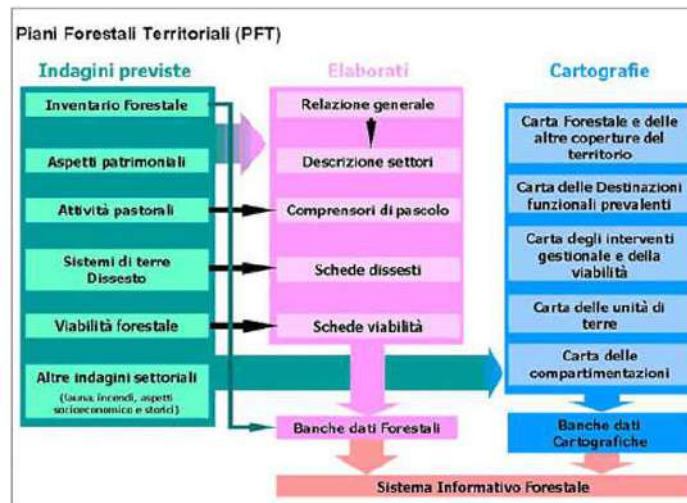 Piani Forestali Territoriali (PFT)
Indagini previste
Inventario Forestale
Aspetti patrimoniali
Attività pastorali
Sistemi di terre
Dissesto
Viabilità forestale
Altre indagini settoriali
(fauna, incendi, aspetti
socioeconomico e storici)
Elaborati
Relazione generale
Descrizione settori
Comprensori di pascolo
Schede dissesti
Schede viabilità
Banche dati Forestali
Cartografie
Carta Forestale e delle
altre coperture del
territorio
Carta delle Destinazioni
funzionali prevalenti
Carta degli interventi
gestionale e della
viabilità
Carta delle unità di
terre
Carta delle
compartimentazioni
Banche dati
Cartografiche
Sistema Informativo Forestale